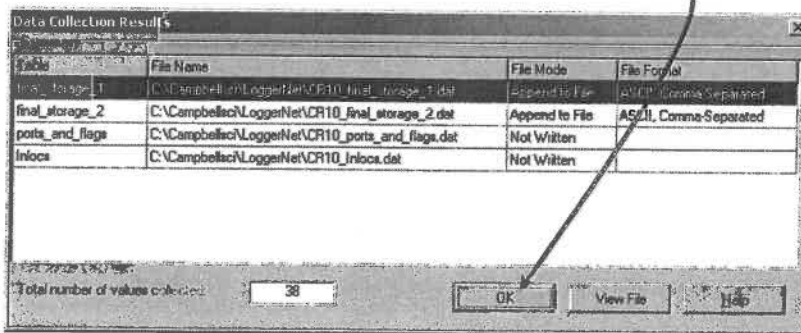 Data Collection Results
Table File Name File Mode File Format
final_storage_1 C:\Campbellsci\LoggerNet\CR10_final_storage_1.dat Append to File ASCII, Comma-Separated
final_storage_2 C:\Campbellsci\LoggerNet\CR10_final_storage_2.dat Append to File ASCII, Comma-Separated
ports_and_flags C:\Campbellsci\LoggerNet\CR10_ports_and_flags.dat Not Written
Inlocs C:\Campbellsci\LoggerNet\CR10_Inlocs.dat Not Written
Total number of values collected: 38 OK View File Help